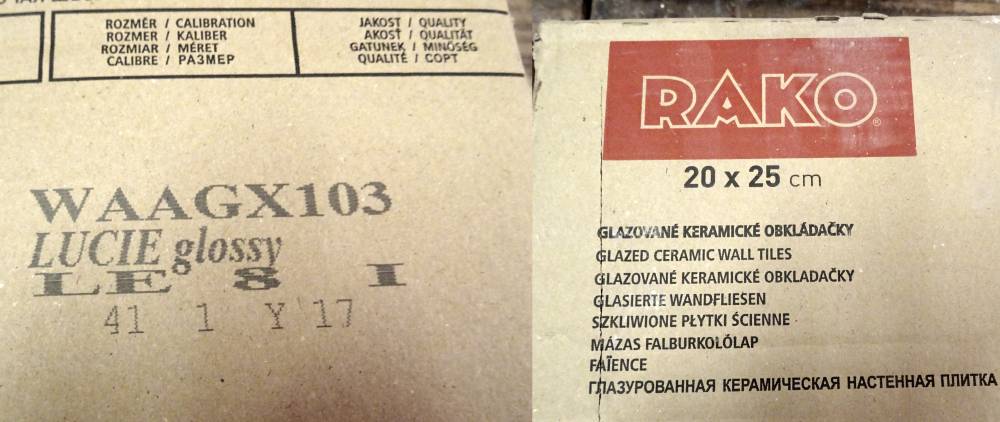 ROZMĚR / CALIBRATION
ROZMER / KALIBER
ROZMIAR / MÉRET
CALIBRE / РАЗМЕР
JAKOST / QUALITY
AKOSŤ / QUALITÄT
GATUNEK / MINŐSÉG
QUALITÉ / СОРТ
WAAGX103
LUCIE glossy
LE 8 I
41 1 Y 17
RAKO®
20 x 25 cm
GLAZOVANÉ KERAMICKÉ OBKLÁDAČKY
GLAZED CERAMIC WALL TILES
GLAZOVANÉ KERAMICKÉ OBKLADAČKY
GLASIERTE WANDFLIESEN
SZKLIWIONE PŁYTKI ŚCIENNE
MÁZAS FALBURKOLÓLAP
FAÏENCE
ГЛАЗУРОВАННАЯ КЕРАМИЧЕСКАЯ НАСТЕННАЯ ПЛИТКА